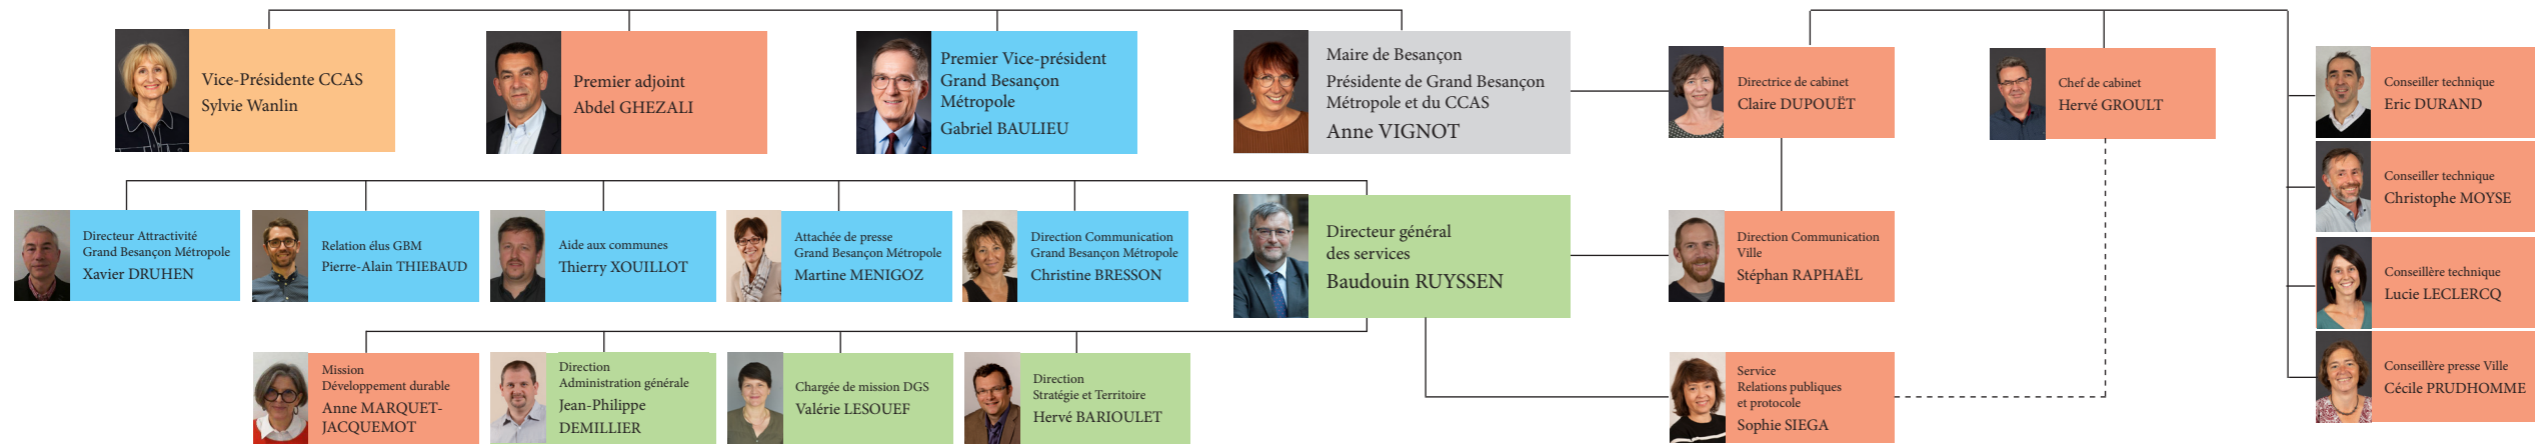 Vice-Présidente CCAS
Sylvie Wanlin
Premier adjoint
Abdel GHEZALI
Premier Vice-président
Grand Besançon
Métropole
Gabriel BAULIEU
Maire de Besançon
Présidente de Grand Besançon
Métropole et du CCAS
Anne VIGNOT
Directrice de cabinet
Claire DUPOUËT
Chef de cabinet
Hervé GROULT
Conseiller technique
Eric DURAND
Conseiller technique
Christophe MOYSE
Conseillère technique
Lucie LECLERCQ
Conseillère presse Ville
Cécile PRUDHOMME
Directeur Attractivité
Grand Besançon Métropole
Xavier DRUHEN
Relation élus GBM
Pierre-Alain THIEBAUD
Aide aux communes
Thierry XOUILLOT
Attachée de presse
Grand Besançon Métropole
Martine MENIGOZ
Direction Communication
Grand Besançon Métropole
Christine BRESSON
Directeur général
des services
Baudouin RUYSSEN
Direction Communication
Ville
Stéphan RAPHAËL
Mission
Développement durable
Anne MARQUET-
JACQUEMOT
Direction
Administration générale
Jean-Philippe
DEMILLIER
Chargée de mission DGS
Valérie LESOUEF
Direction
Stratégie et Territoire
Hervé BARIOULET
Service
Relations publiques
et protocole
Sophie SIEGA